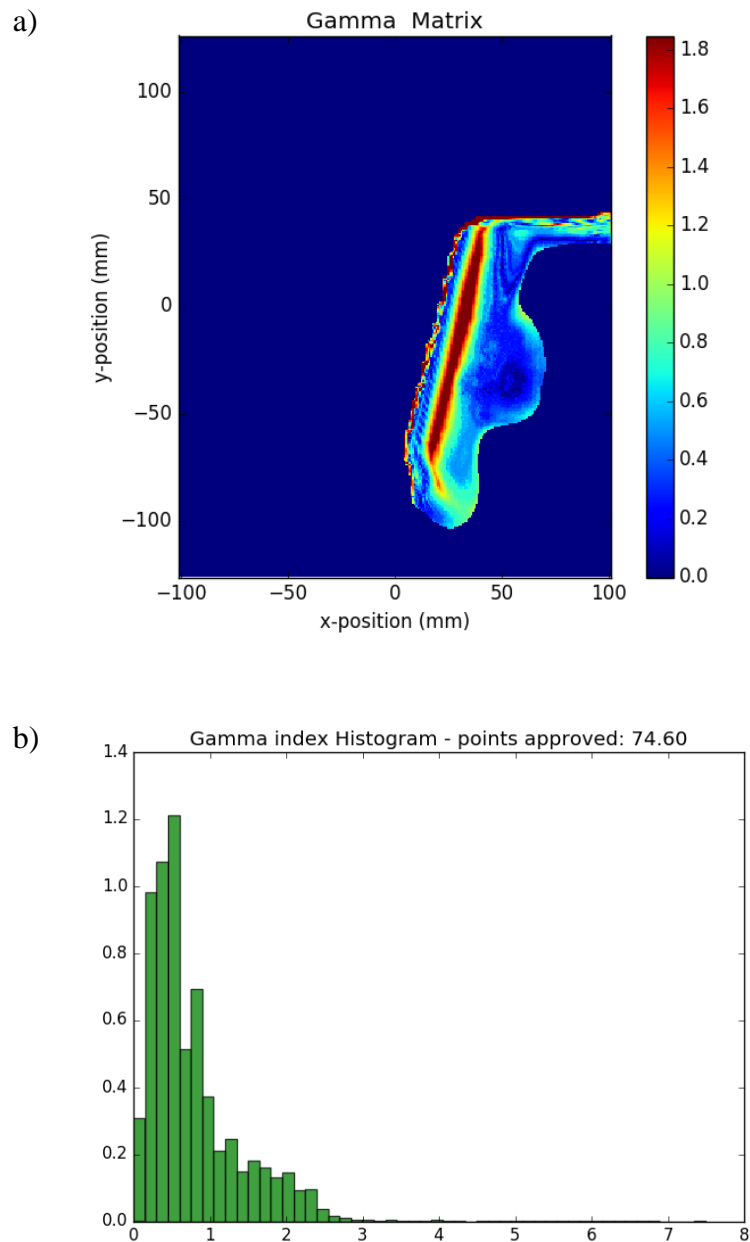 a)
Gamma Matrix
100
50
0
−50
−100
y-position (mm)
−100 −50 0 50 100
x-position (mm)
1.8
1.6
1.4
1.2
1.0
0.8
0.6
0.4
0.2
0.0
b)
Gamma index Histogram - points approved: 74.60
1.4
1.2
1.0
0.8
0.6
0.4
0.2
0.0
0 1 2 3 4 5 6 7 8